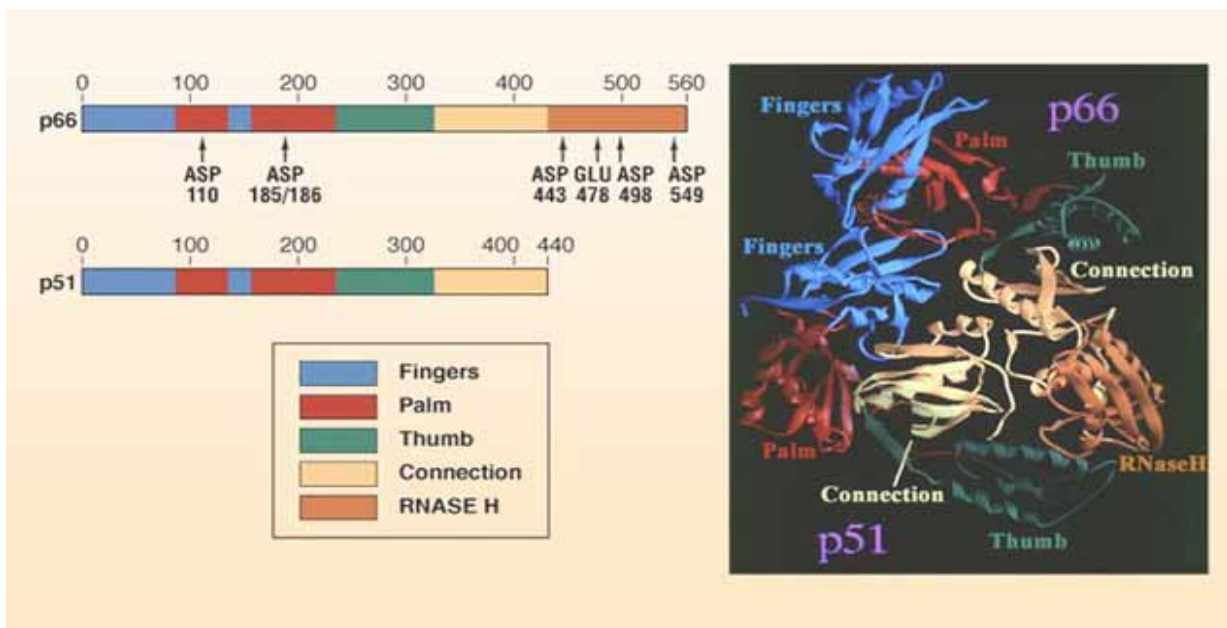 0 100 200 300 400 500 560
p66
ASP ASP ASP GLU ASP ASP
110 185/186 443 478 498 549
0 100 200 300 400 440
p51
Fingers
Palm
Thumb
Connection
RNASE H
p66
Fingers
Palm
Thumb
Fingers
Connection
Palm
RNaseH
Connection
p51
Thumb